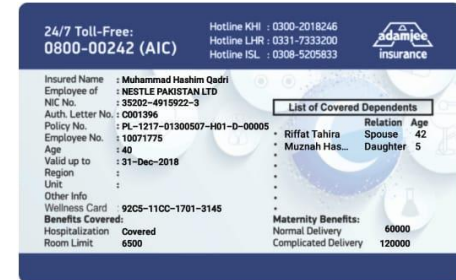 24/7 Toll-Free:
0800-00242 (AIC)
Hotline KHI : 0300-2018246
Hotline LHR : 0331-7333200
Hotline ISL : 0308-5205833
adamjee
insurance
Insured Name : Muhammad Hashim Qadri
Employee of : NESTLE PAKISTAN LTD
NIC No. : 35202-4915922-3
Auth. Letter No. : C001396
Policy No. : PL-1217-01300507-H01-D-00005
Employee No. : 10071775
Age : 40
Valid up to : 31-Dec-2018
Region :
Unit :
Other Info
Wellness Card : 92C5-11CC-1701-3145
Benefits Covered:
Hospitalization Covered
Room Limit 6500
List of Covered Dependents
Relation Age
Riffat Tahira Spouse 42
Muznah Has... Daughter 5
Maternity Benefits:
Normal Delivery 60000
Complicated Delivery 120000